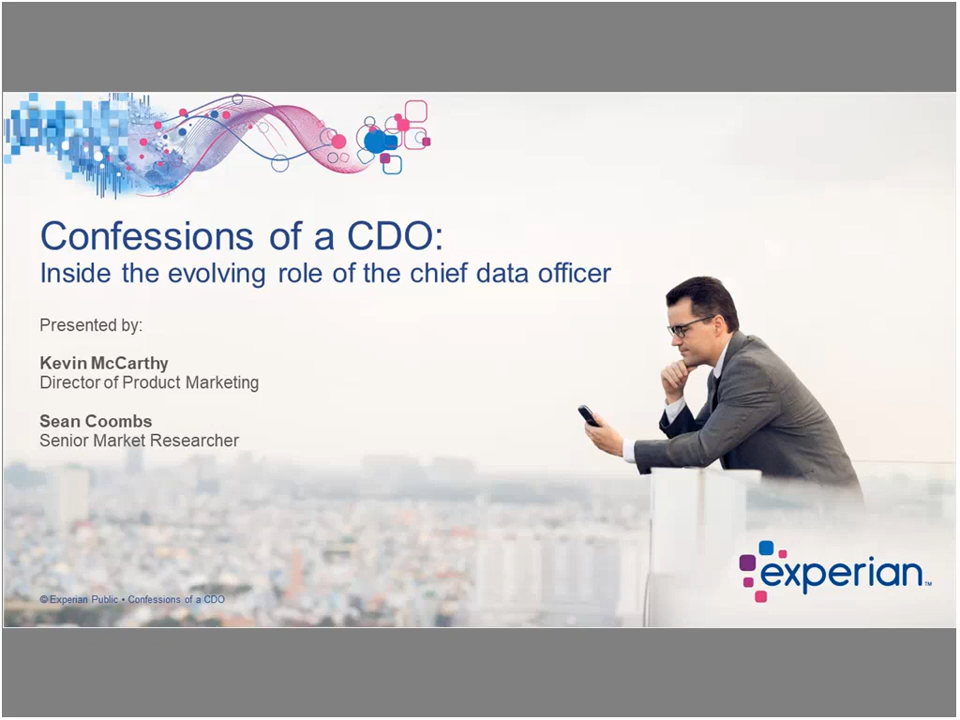 Confessions of a CDO:
Inside the evolving role of the chief data officer
Presented by:
Kevin McCarthy
Director of Product Marketing
Sean Coombs
Senior Market Researcher
experian™
© Experian Public • Confessions of a CDO